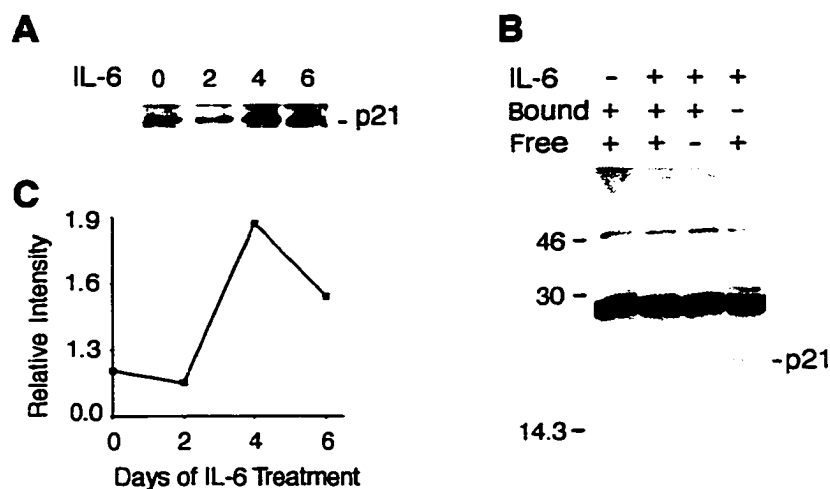 A
IL-6 0 2 4 6
- p21
C
Relative Intensity
1.9
1.6
1.3
0.0
0 2 4 6
Days of IL-6 Treatment
B
IL-6 - + + +
Bound + + + -
Free + + - +
46 -
30 -
-p21
14.3 -